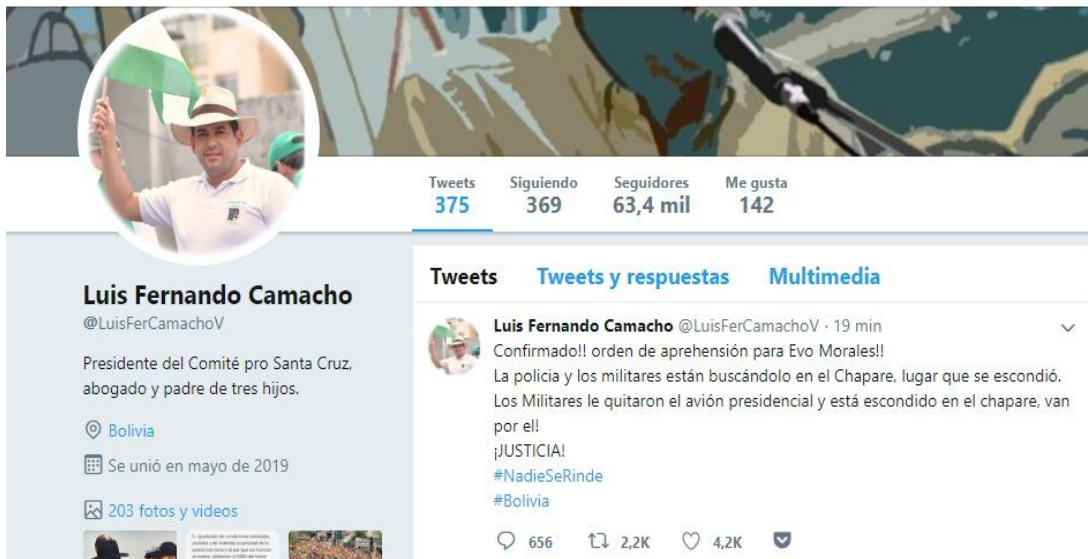 Tweets Siguiendo Seguidores Me gusta
375 369 63,4 mil 142
Luis Fernando Camacho
@LuisFerCamachoV
Presidente del Comité pro Santa Cruz,
abogado y padre de tres hijos.
Bolivia
Se unió en mayo de 2019
203 fotos y videos
Tweets Tweets y respuestas Multimedia
Luis Fernando Camacho @LuisFerCamachoV · 19 min
Confirmado!! orden de aprehensión para Evo Morales!!
La policia y los militares están buscándolo en el Chapare, lugar que se escondió.
Los Militares le quitaron el avión presidencial y está escondido en el chapare, van
por el!
¡JUSTICIA!
#NadieSeRinde
#Bolivia
656 2,2K 4,2K